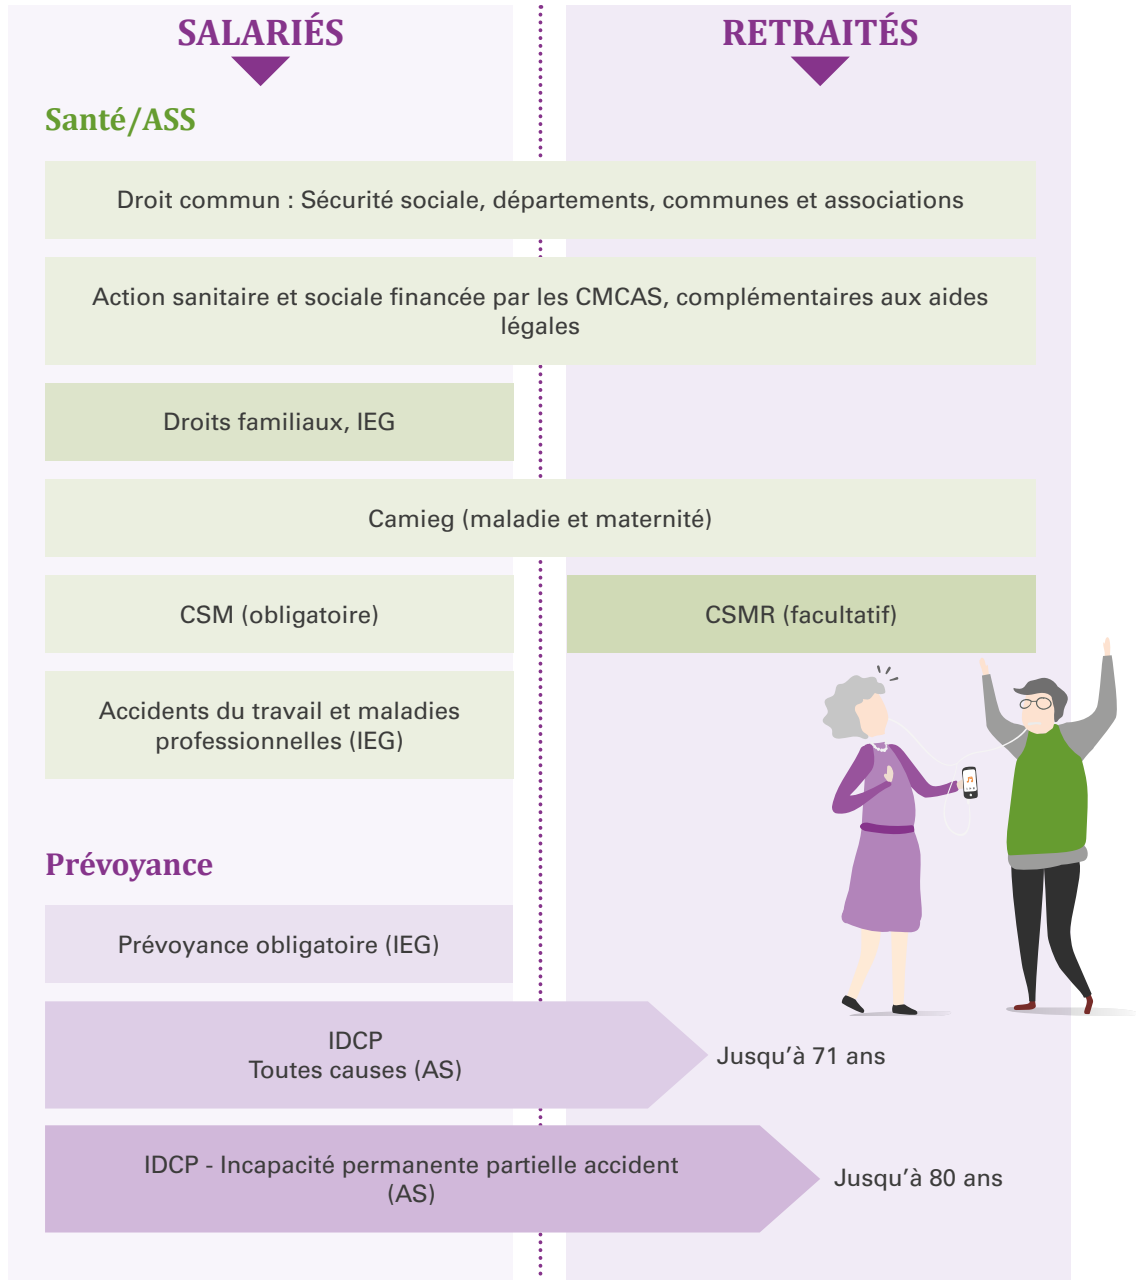 SALARIÉS
RETRAITÉS
Santé/ASS
Droit commun : Sécurité sociale, départements, communes et associations
Action sanitaire et sociale financée par les CMCAS, complémentaires aux aides
légales
Droits familiaux, IEG
Camieg (maladie et maternité)
CSM (obligatoire)
CSMR (facultatif)
Accidents du travail et maladies
professionnelles (IEG)
Prévoyance
Prévoyance obligatoire (IEG)
IDCP
Toutes causes (AS)
Jusqu’à 71 ans
IDCP - Incapacité permanente partielle accident
(AS)
Jusqu’à 80 ans